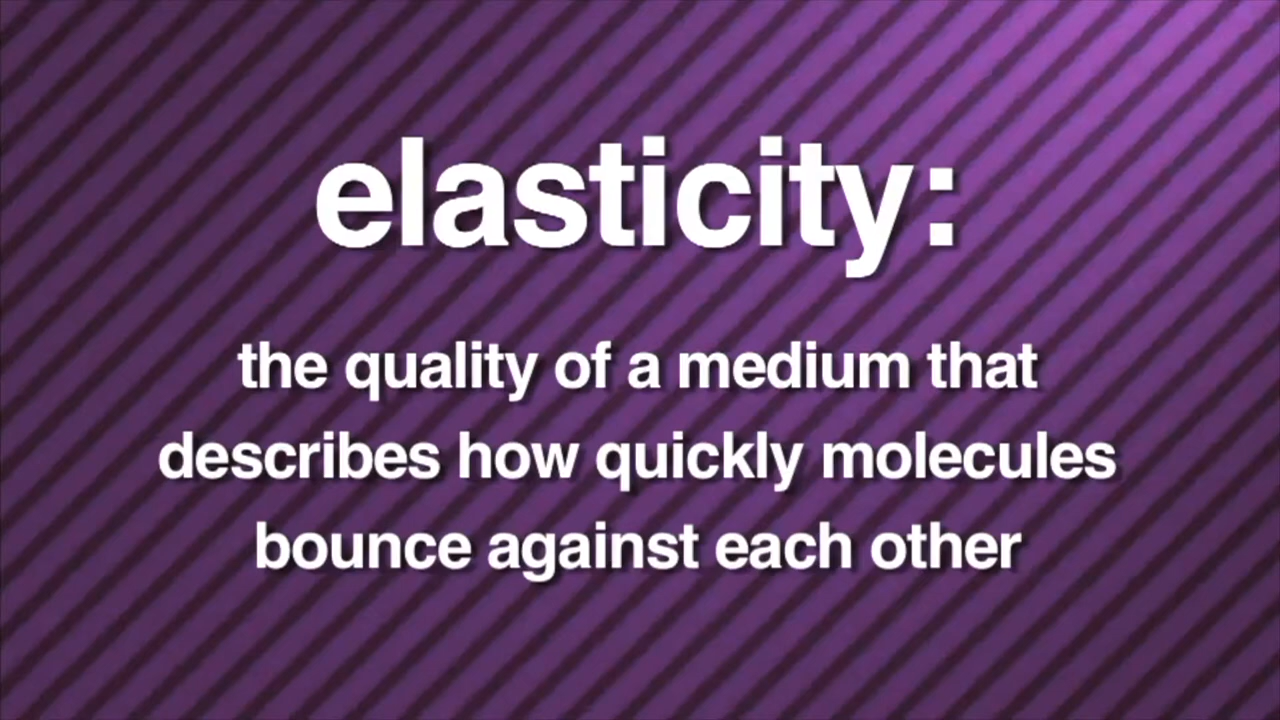 elasticity:
the quality of a medium that
describes how quickly molecules
bounce against each other